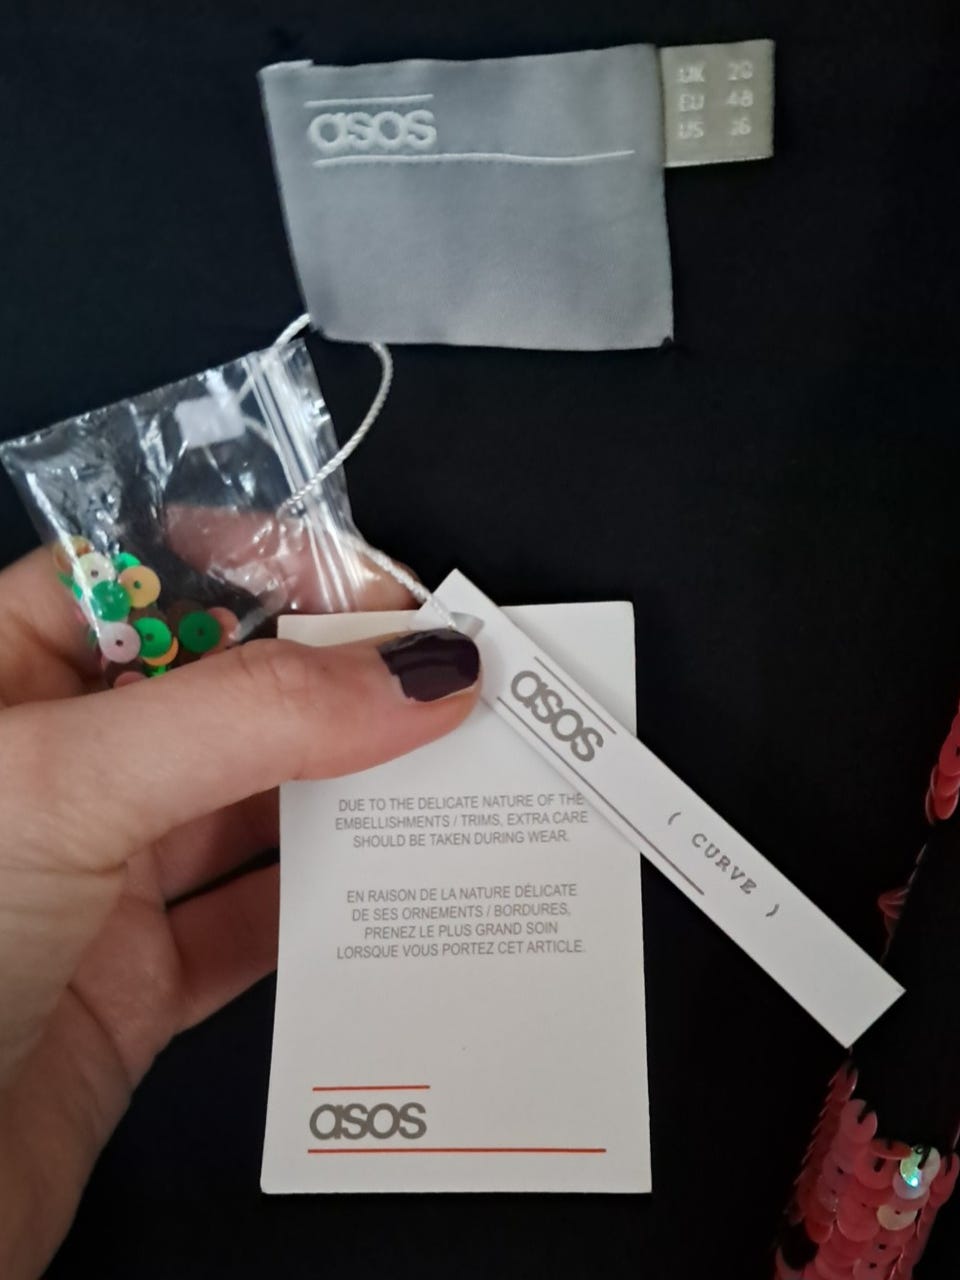 asos
UK 20
EU 48
US 16
asos
( CURVE )
DUE TO THE DELICATE NATURE OF THE
EMBELLISHMENTS / TRIMS, EXTRA CARE
SHOULD BE TAKEN DURING WEAR.
EN RAISON DE LA NATURE DÉLICATE
DE SES ORNEMENTS / BORDURES,
PRENEZ LE PLUS GRAND SOIN
LORSQUE VOUS PORTEZ CET ARTICLE.
asos